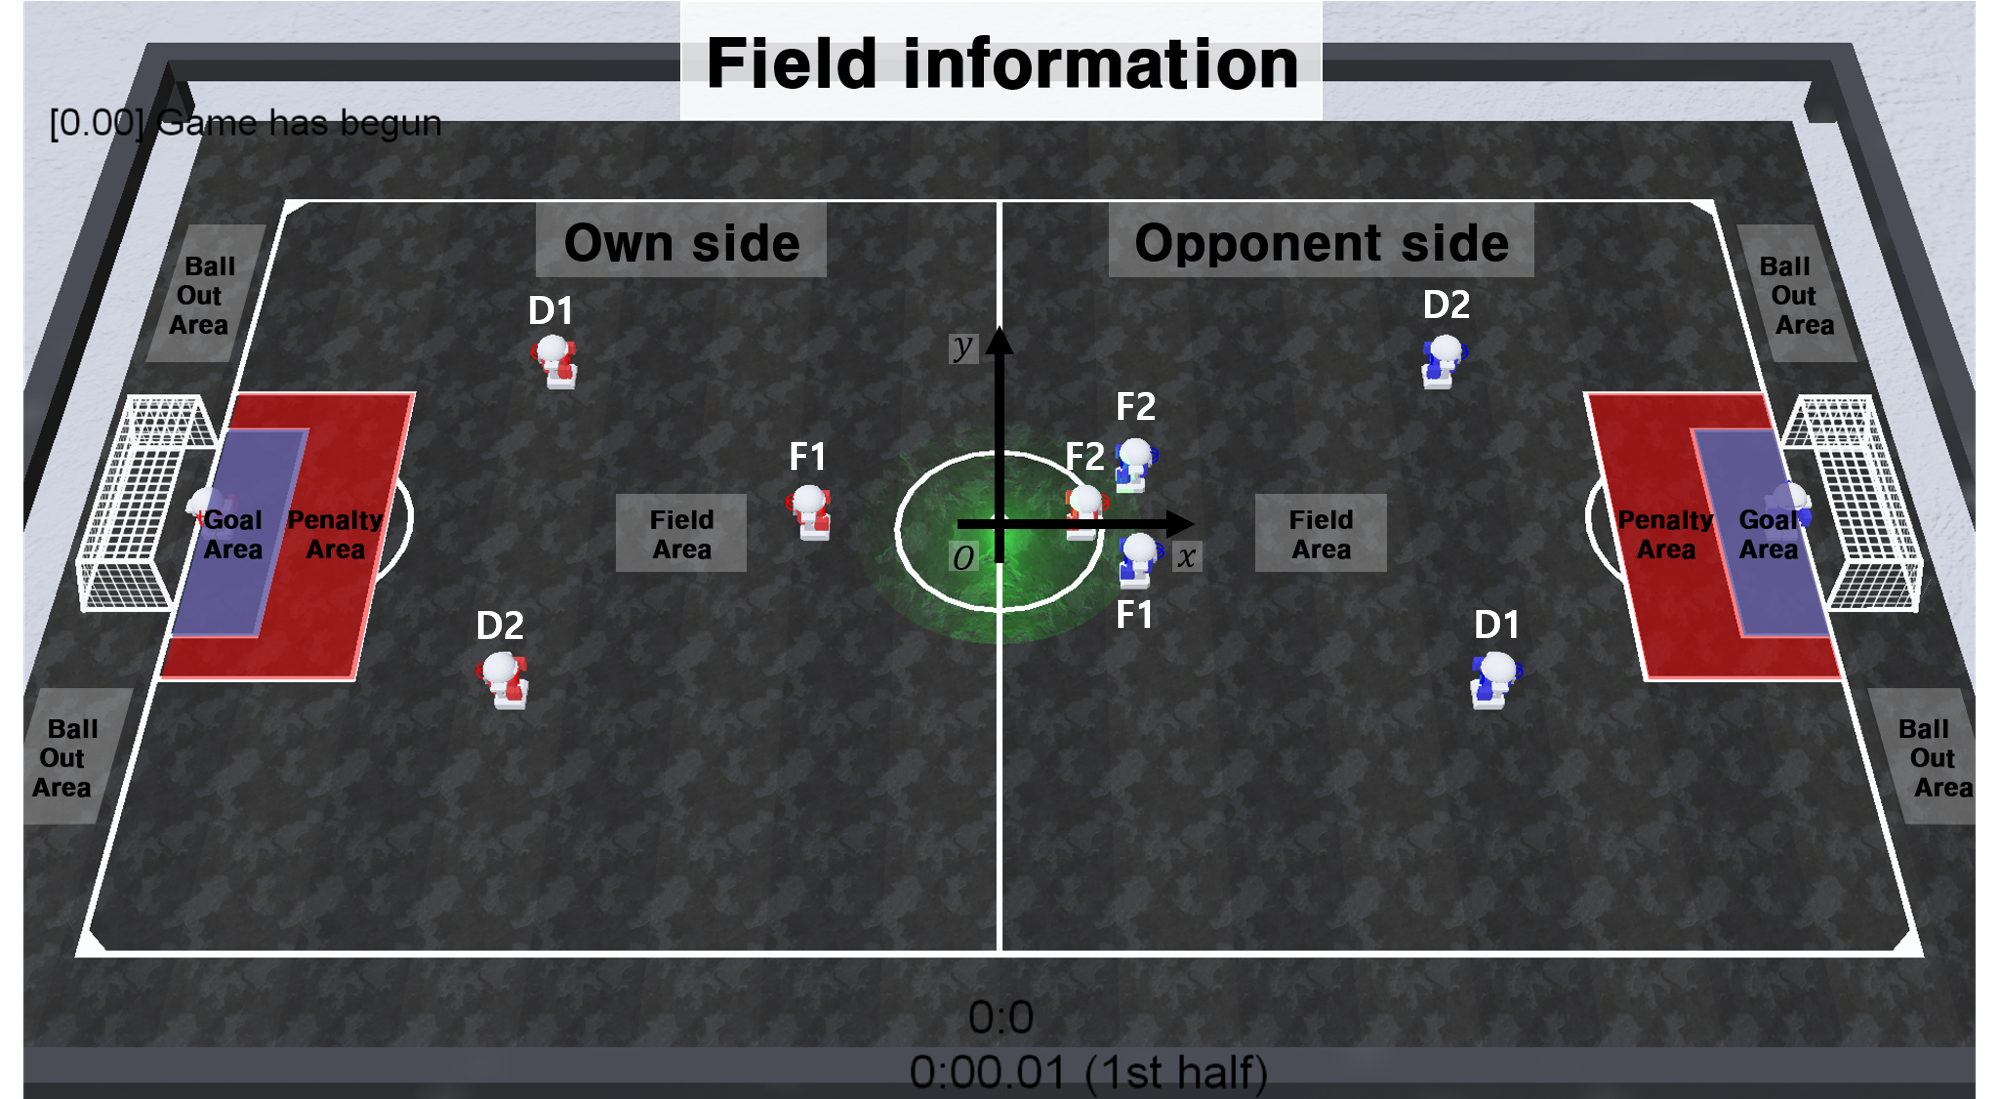 Field information
[0.00] Game has begun
Own side
Opponent side
Ball
Out
Area
Ball
Out
Area
D1
D2
y
F2
F1
F2
Field
Area
Field
Area
Goal
Area
Penalty
Area
Penalty
Area
Goal
Area
O
x
F1
D2
D1
Ball
Out
Area
Ball
Out
Area
0:0
0:00.01 (1st half)